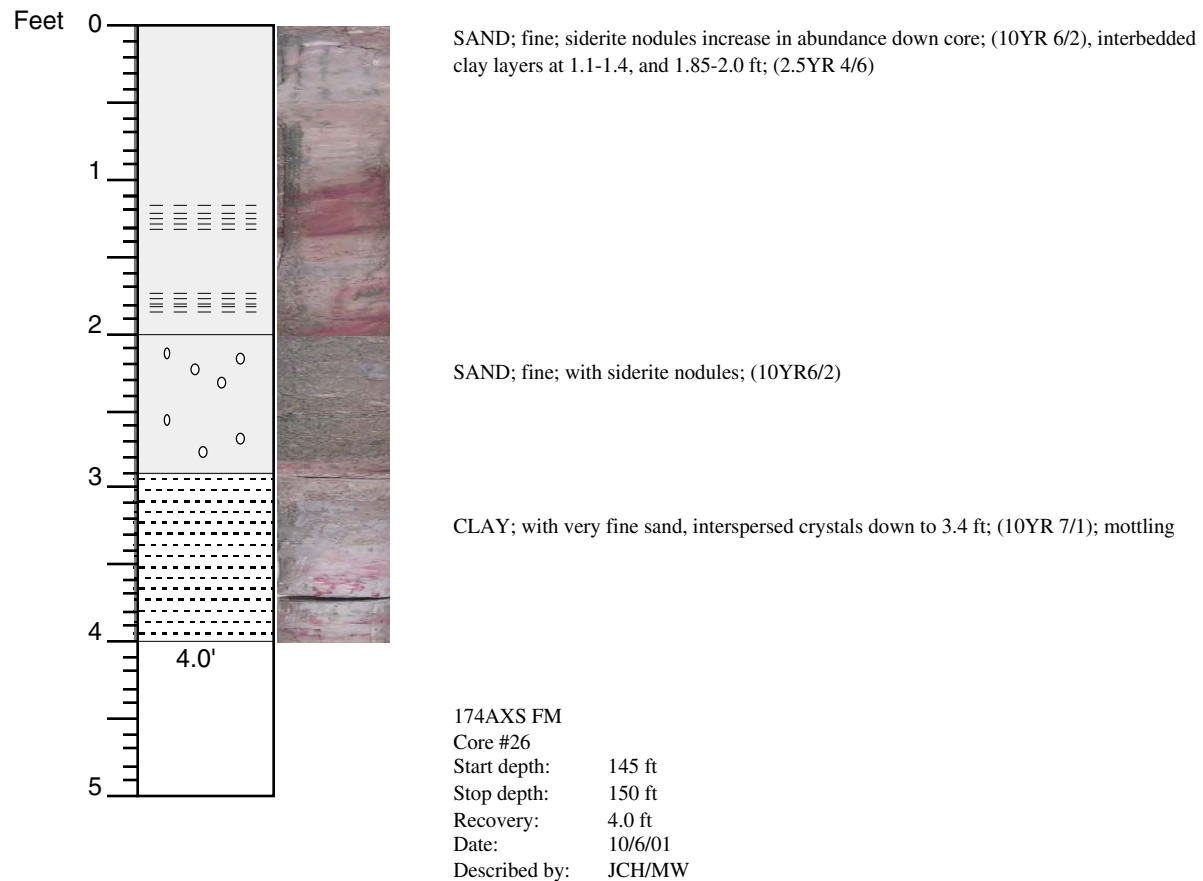 Feet
0
SAND; fine; siderite nodules increase in abundance down core; (10YR 6/2), interbedded
clay layers at 1.1-1.4, and 1.85-2.0 ft; (2.5YR 4/6)
1
2
SAND; fine; with siderite nodules; (10YR6/2)
3
CLAY; with very fine sand, interspersed crystals down to 3.4 ft; (10YR 7/1); mottling
4
4.0'
5
174AXS FM
Core #26
Start depth: 145 ft
Stop depth: 150 ft
Recovery: 4.0 ft
Date: 10/6/01
Described by: JCH/MW